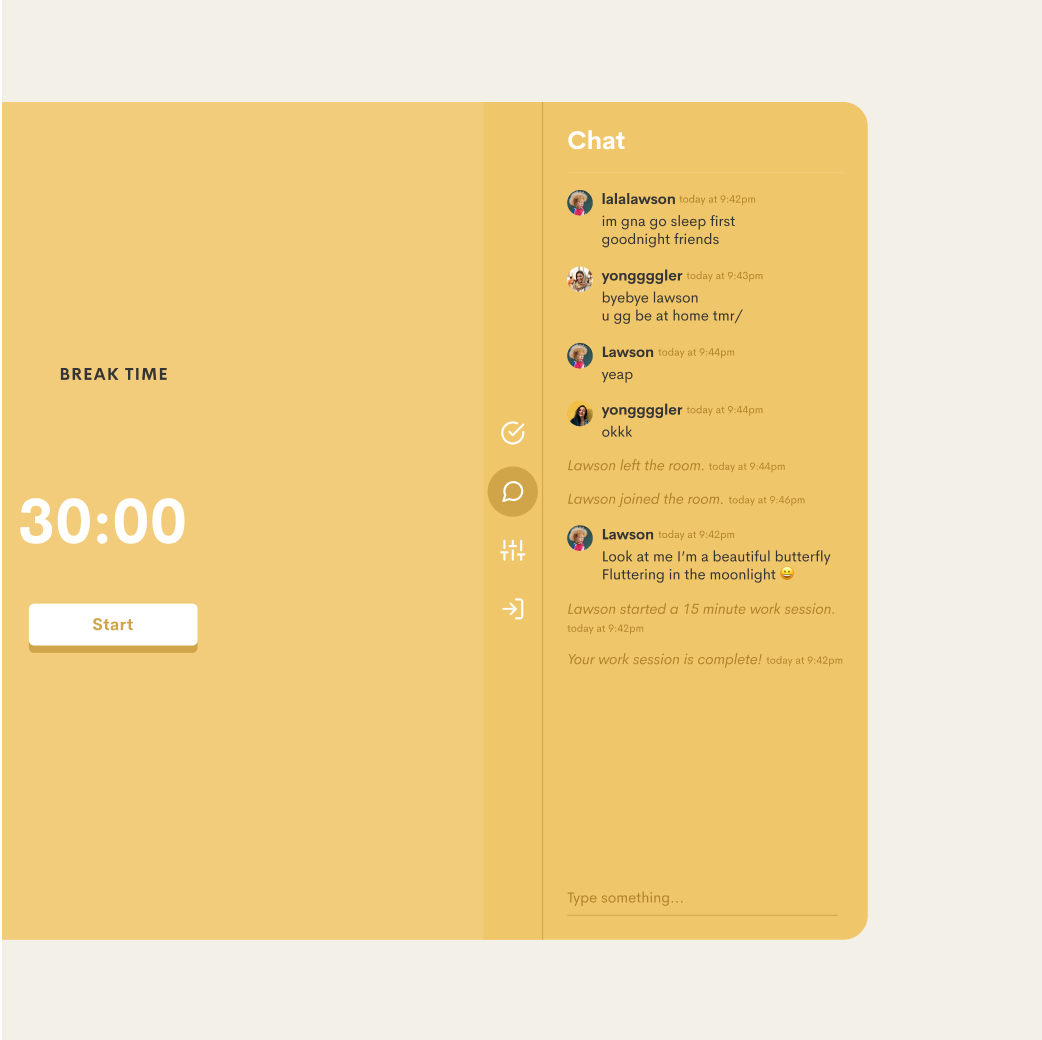 BREAK TIME
30:00
Start
Chat
lalalawson today at 9:42pm
im gna go sleep first
goodnight friends
yonggggler today at 9:43pm
byebye lawson
u gg be at home tmr/
Lawson today at 9:44pm
yeap
yonggggler today at 9:44pm
okkk
Lawson left the room. today at 9:44pm
Lawson joined the room. today at 9:46pm
Lawson today at 9:42pm
Look at me I'm a beautiful butterfly
Fluttering in the moonlight 😄
Lawson started a 15 minute work session.
today at 9:42pm
Your work session is complete! today at 9:42pm
Type something...